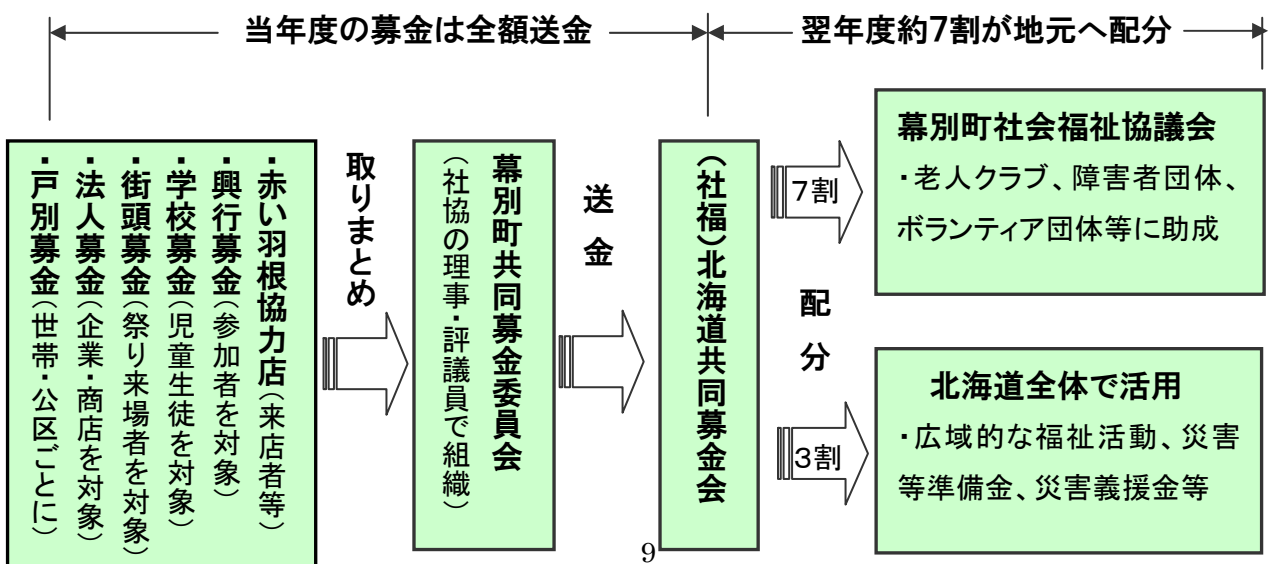 当年度の募金は全額送金
翌年度約7割が地元へ配分
・赤い羽根協力店（来店者等）
・興行募金（参加者を対象）
・学校募金（児童生徒を対象）
・街頭募金（祭り来場者を対象）
・法人募金（企業・商店を対象）
・戸別募金（世帯・公区ごとに）
取りまとめ
幕別町共同募金委員会
（社協の理事・評議員で組織）
送金
（社福）北海道共同募金会
7割
配分
3割
幕別町社会福祉協議会
・老人クラブ、障害者団体、
ボランティア団体等に助成
北海道全体で活用
・広域的な福祉活動、災害
等準備金、災害義援金等
9